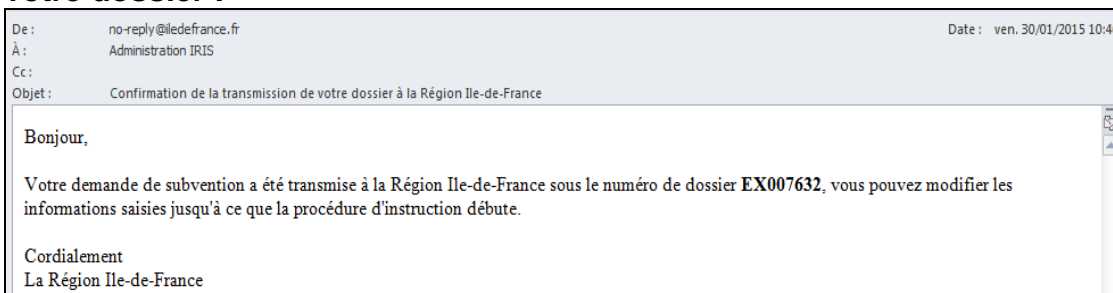 De : no-reply@iledefrance.fr Date : ven. 30/01/2015 10:4
À : Administration IRIS
Cc :
Objet : Confirmation de la transmission de votre dossier à la Région Ile-de-France
Bonjour,
Votre demande de subvention a été transmise à la Région Ile-de-France sous le numéro de dossier EX007632, vous pouvez modifier les
informations saisies jusqu'à ce que la procédure d'instruction débute.
Cordialement
La Région Ile-de-France